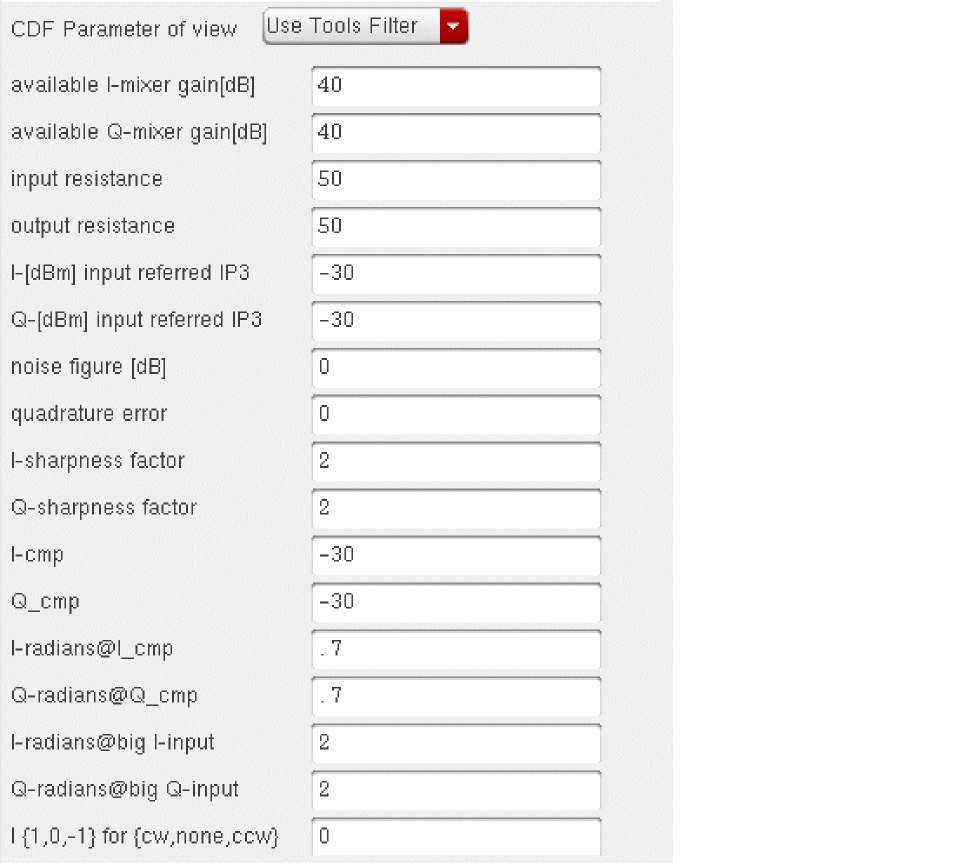 CDF Parameter of view Use Tools Filter
available I-mixer gain[dB] 40
available Q-mixer gain[dB] 40
input resistance 50
output resistance 50
I-[dBm] input referred IP3 -30
Q-[dBm] input referred IP3 -30
noise figure [dB] 0
quadrature error 0
I-sharpness factor 2
Q-sharpness factor 2
I-cmp -30
Q_cmp -30
I-radians@I_cmp .7
Q-radians@Q_cmp .7
I-radians@big I-input 2
Q-radians@big Q-input 2
I {1,0,-1} for {cw,none,ccw} 0